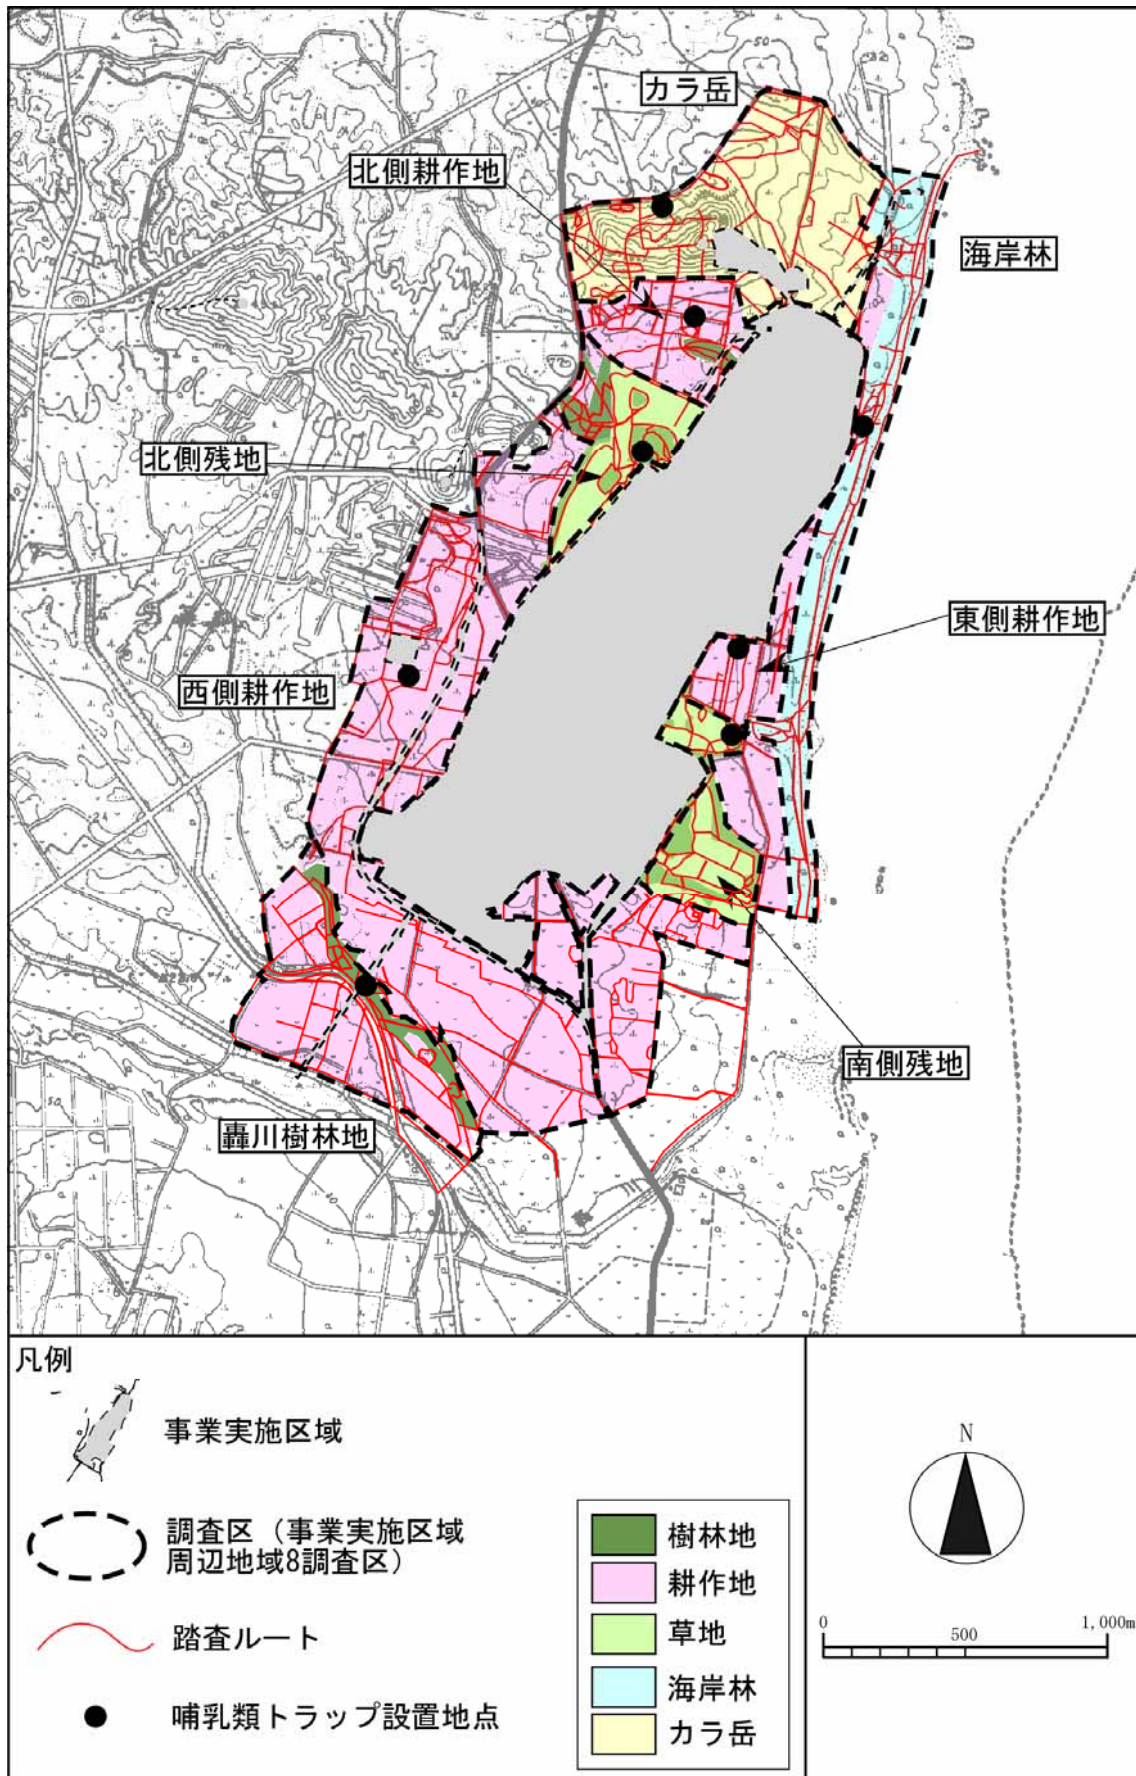 カラ岳
北側耕作地
海岸林
北側残地
東側耕作地
西側耕作地
南側残地
轟川樹林地
凡例
事業実施区域
調査区（事業実施区域
周辺地域8調査区）
踏査ルート
哺乳類トラップ設置地点
樹林地
耕作地
草地
海岸林
カラ岳
N
0
500
1,000m